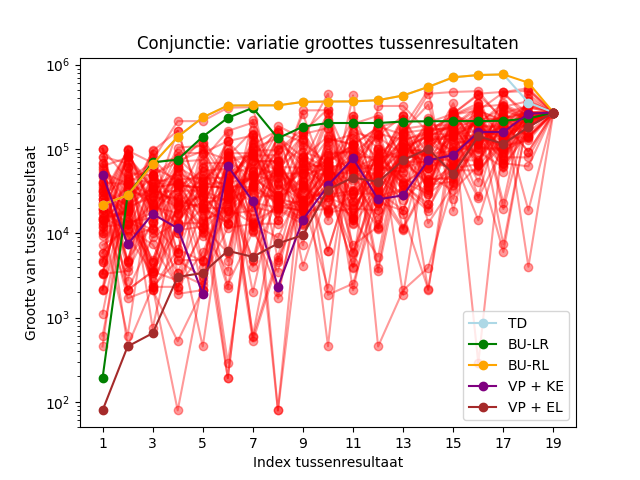 Conjunctie: variatie groottes tussenresultaten
Grootte van tussenresultaat
10⁶
10⁵
10⁴
10³
10²
TD
BU-LR
BU-RL
VP + KE
VP + EL
1 3 5 7 9 11 13 15 17 19
Index tussenresultaat